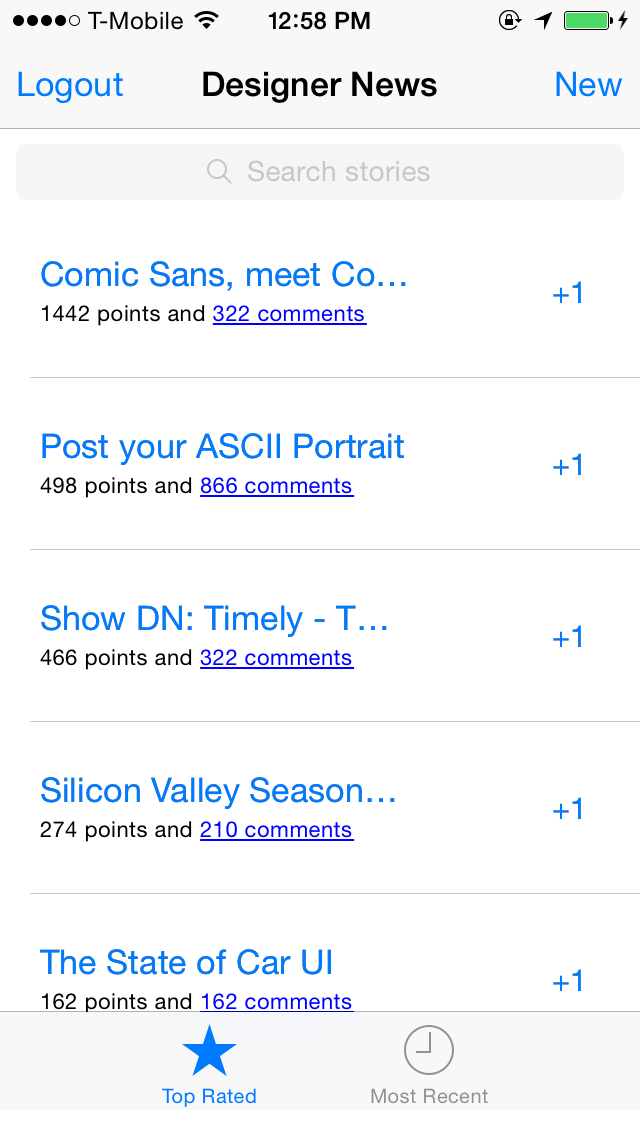 T-Mobile 12:58 PM
Logout Designer News New
Search stories
Comic Sans, meet Co…
1442 points and 322 comments
+1
Post your ASCII Portrait
498 points and 866 comments
+1
Show DN: Timely - T…
466 points and 322 comments
+1
Silicon Valley Season…
274 points and 210 comments
+1
The State of Car UI
162 points and 162 comments
+1
Top Rated Most Recent